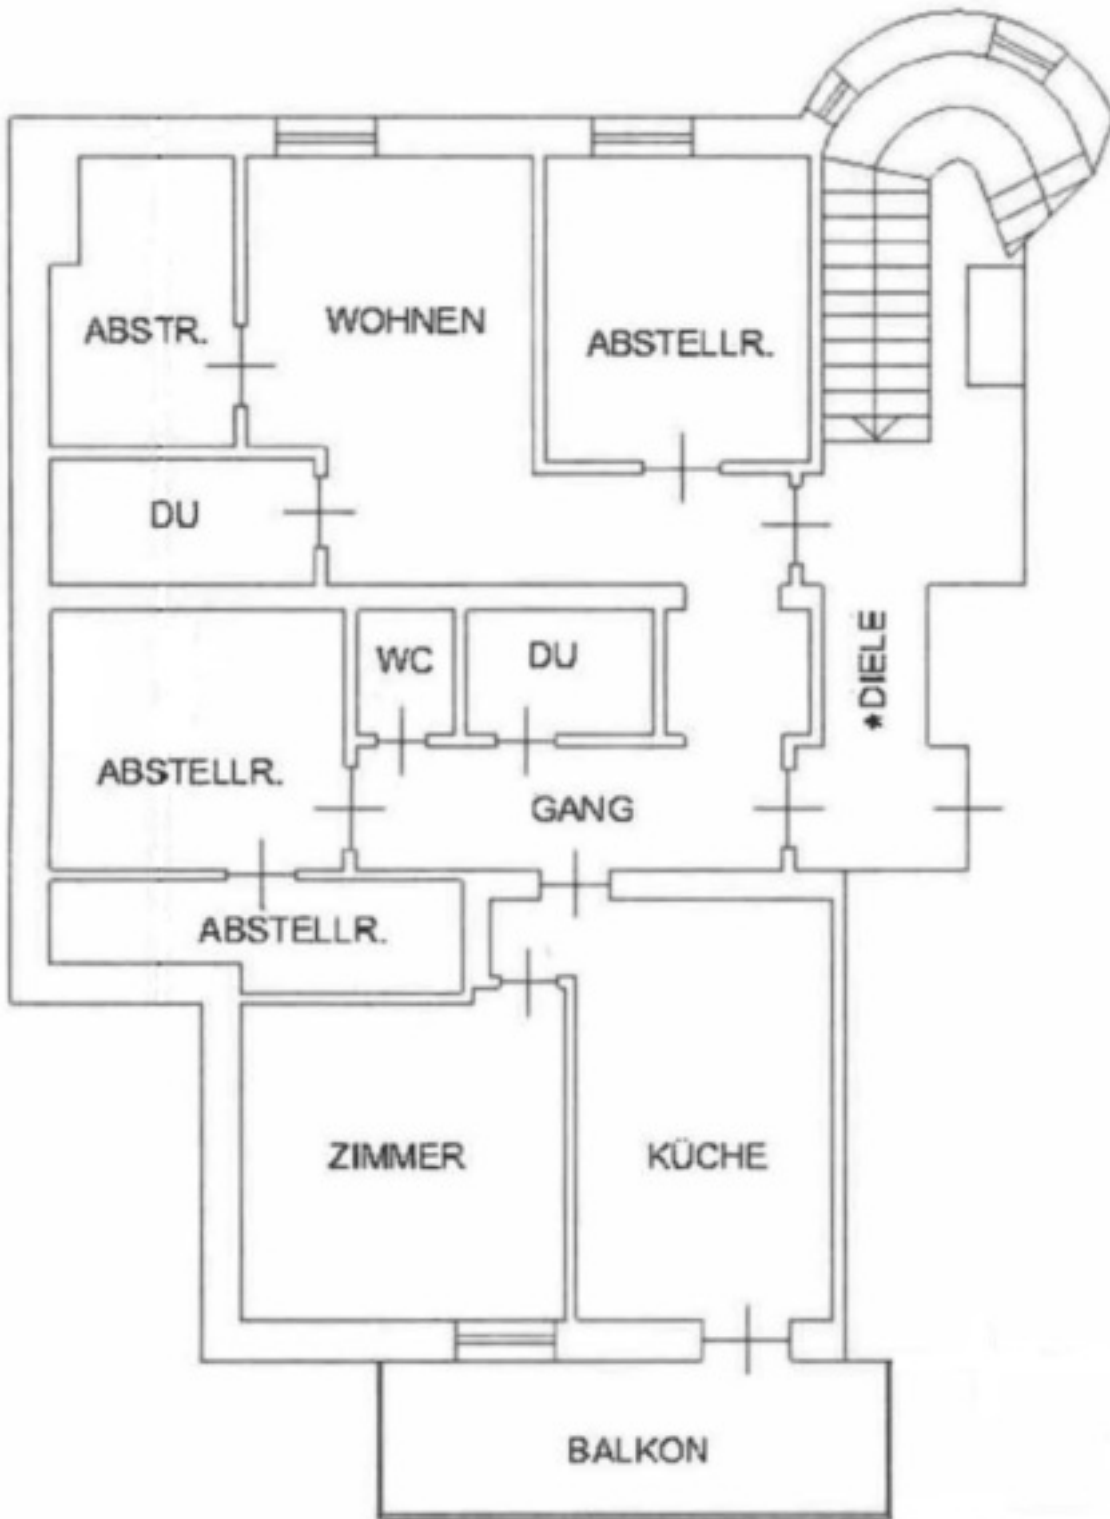 ABSTR.
WOHNEN
ABSTELLR.
DU
WC
DU
*DIELE
ABSTELLR.
GANG
ABSTELLR.
ZIMMER
KÜCHE
BALKON